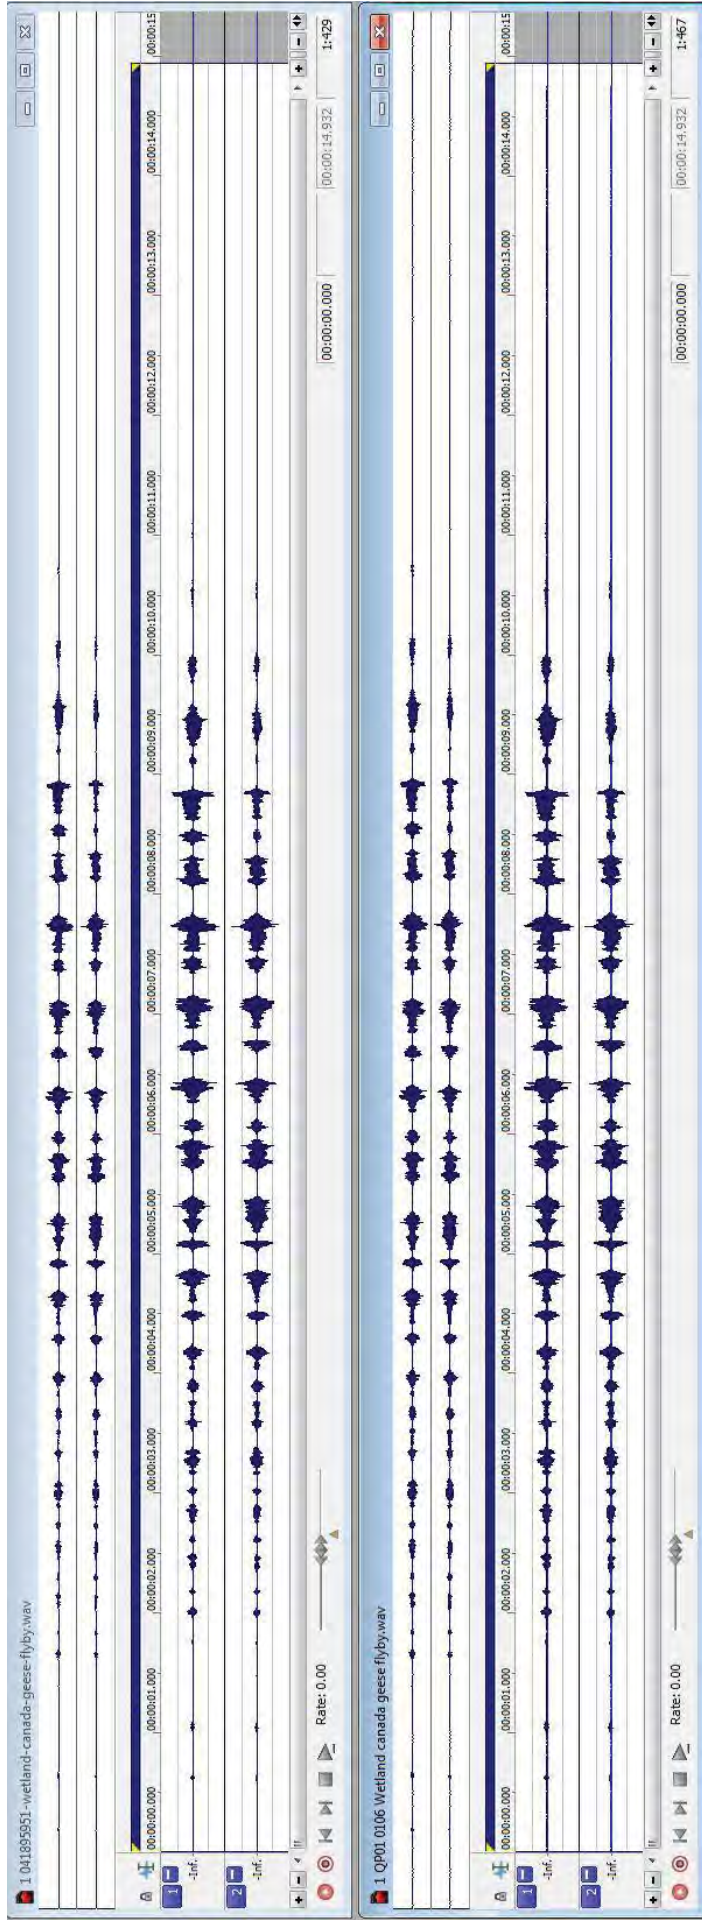 1 041895951-wetland-canada-geese-flyby.wav
00:00:00.000 00:00:01.000 00:00:02.000 00:00:03.000 00:00:04.000 00:00:05.000 00:00:06.000 00:00:07.000 00:00:08.000 00:00:09.000 00:00:10.000 00:00:11.000 00:00:12.000 00:00:13.000 00:00:14.000 00:00:15
1
-Inf.
2
-Inf.
Rate: 0.00 00:00:00.000 00:00:14.932 1:429
1 QP01 0106 Wetland canada geese flyby.wav
00:00:00.000 00:00:01.000 00:00:02.000 00:00:03.000 00:00:04.000 00:00:05.000 00:00:06.000 00:00:07.000 00:00:08.000 00:00:09.000 00:00:10.000 00:00:11.000 00:00:12.000 00:00:13.000 00:00:14.000 00:00:15
1
-Inf.
2
-Inf.
Rate: 0.00 00:00:00.000 00:00:14.932 1:467